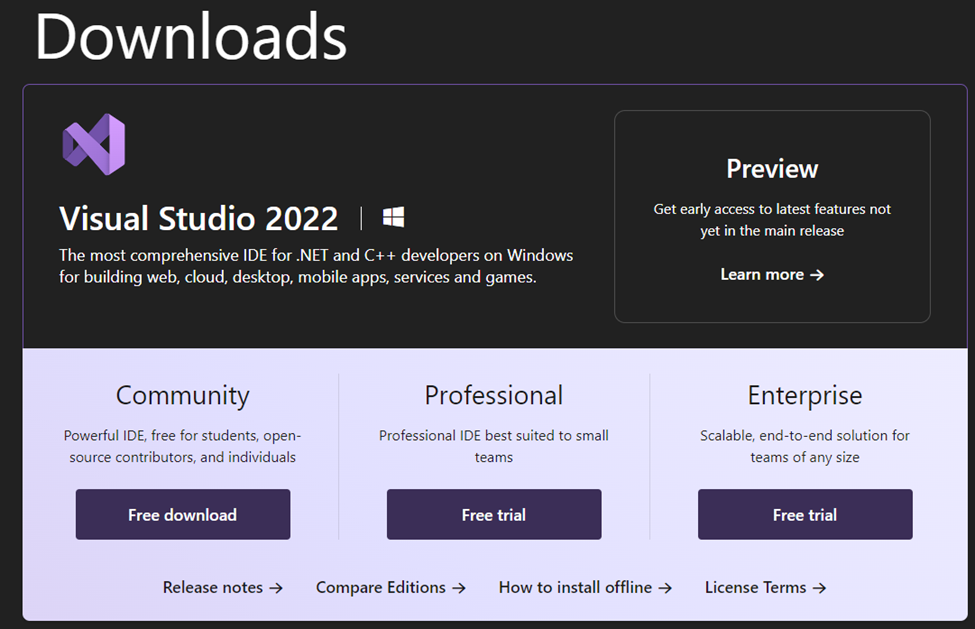 Downloads
Visual Studio 2022
The most comprehensive IDE for .NET and C++ developers on Windows
for building web, cloud, desktop, mobile apps, services and games.
Preview
Get early access to latest features not
yet in the main release
Learn more →
Community
Powerful IDE, free for students, open-
source contributors, and individuals
Free download
Professional
Professional IDE best suited to small
teams
Free trial
Enterprise
Scalable, end-to-end solution for
teams of any size
Free trial
Release notes → Compare Editions → How to install offline → License Terms →